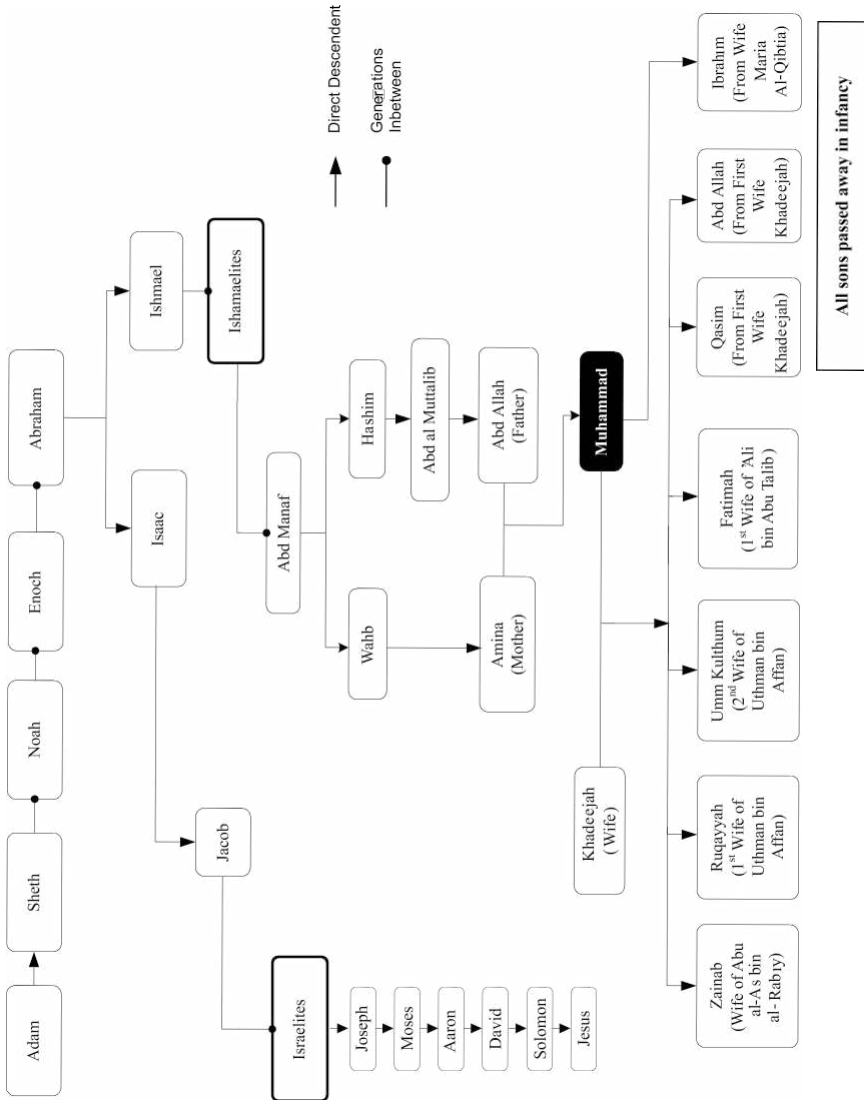 Adam
Sheth
Noah
Enoch
Abraham
Isaac
Ishmael
Jacob
Ishamaelites
Israelites
Joseph
Moses
Aaron
David
Solomon
Jesus
Abd Manaf
Wahb
Hashim
Abd al Muttalib
Amina
(Mother)
Abd Allah
(Father)
Direct Descendent
Generations
Inbetween
Khadeejah
(Wife)
Muhammad
Zainab
(Wife of Abu
al-As bin
al-Rabıy)
Ruqayyah
(1st Wife of
Uthman bin
Affan)
Umm Kulthum
(2nd Wife of
Uthman bin
Affan)
Fatimah
(1st Wife of 'Ali
bin Abu Talib)
Qasim
(From First
Wife
Khadeejah)
Abd Allah
(From First
Wife
Khadeejah)
Ibrahım
(From Wife
Maria
Al-Qibtia)
All sons passed away in infancy